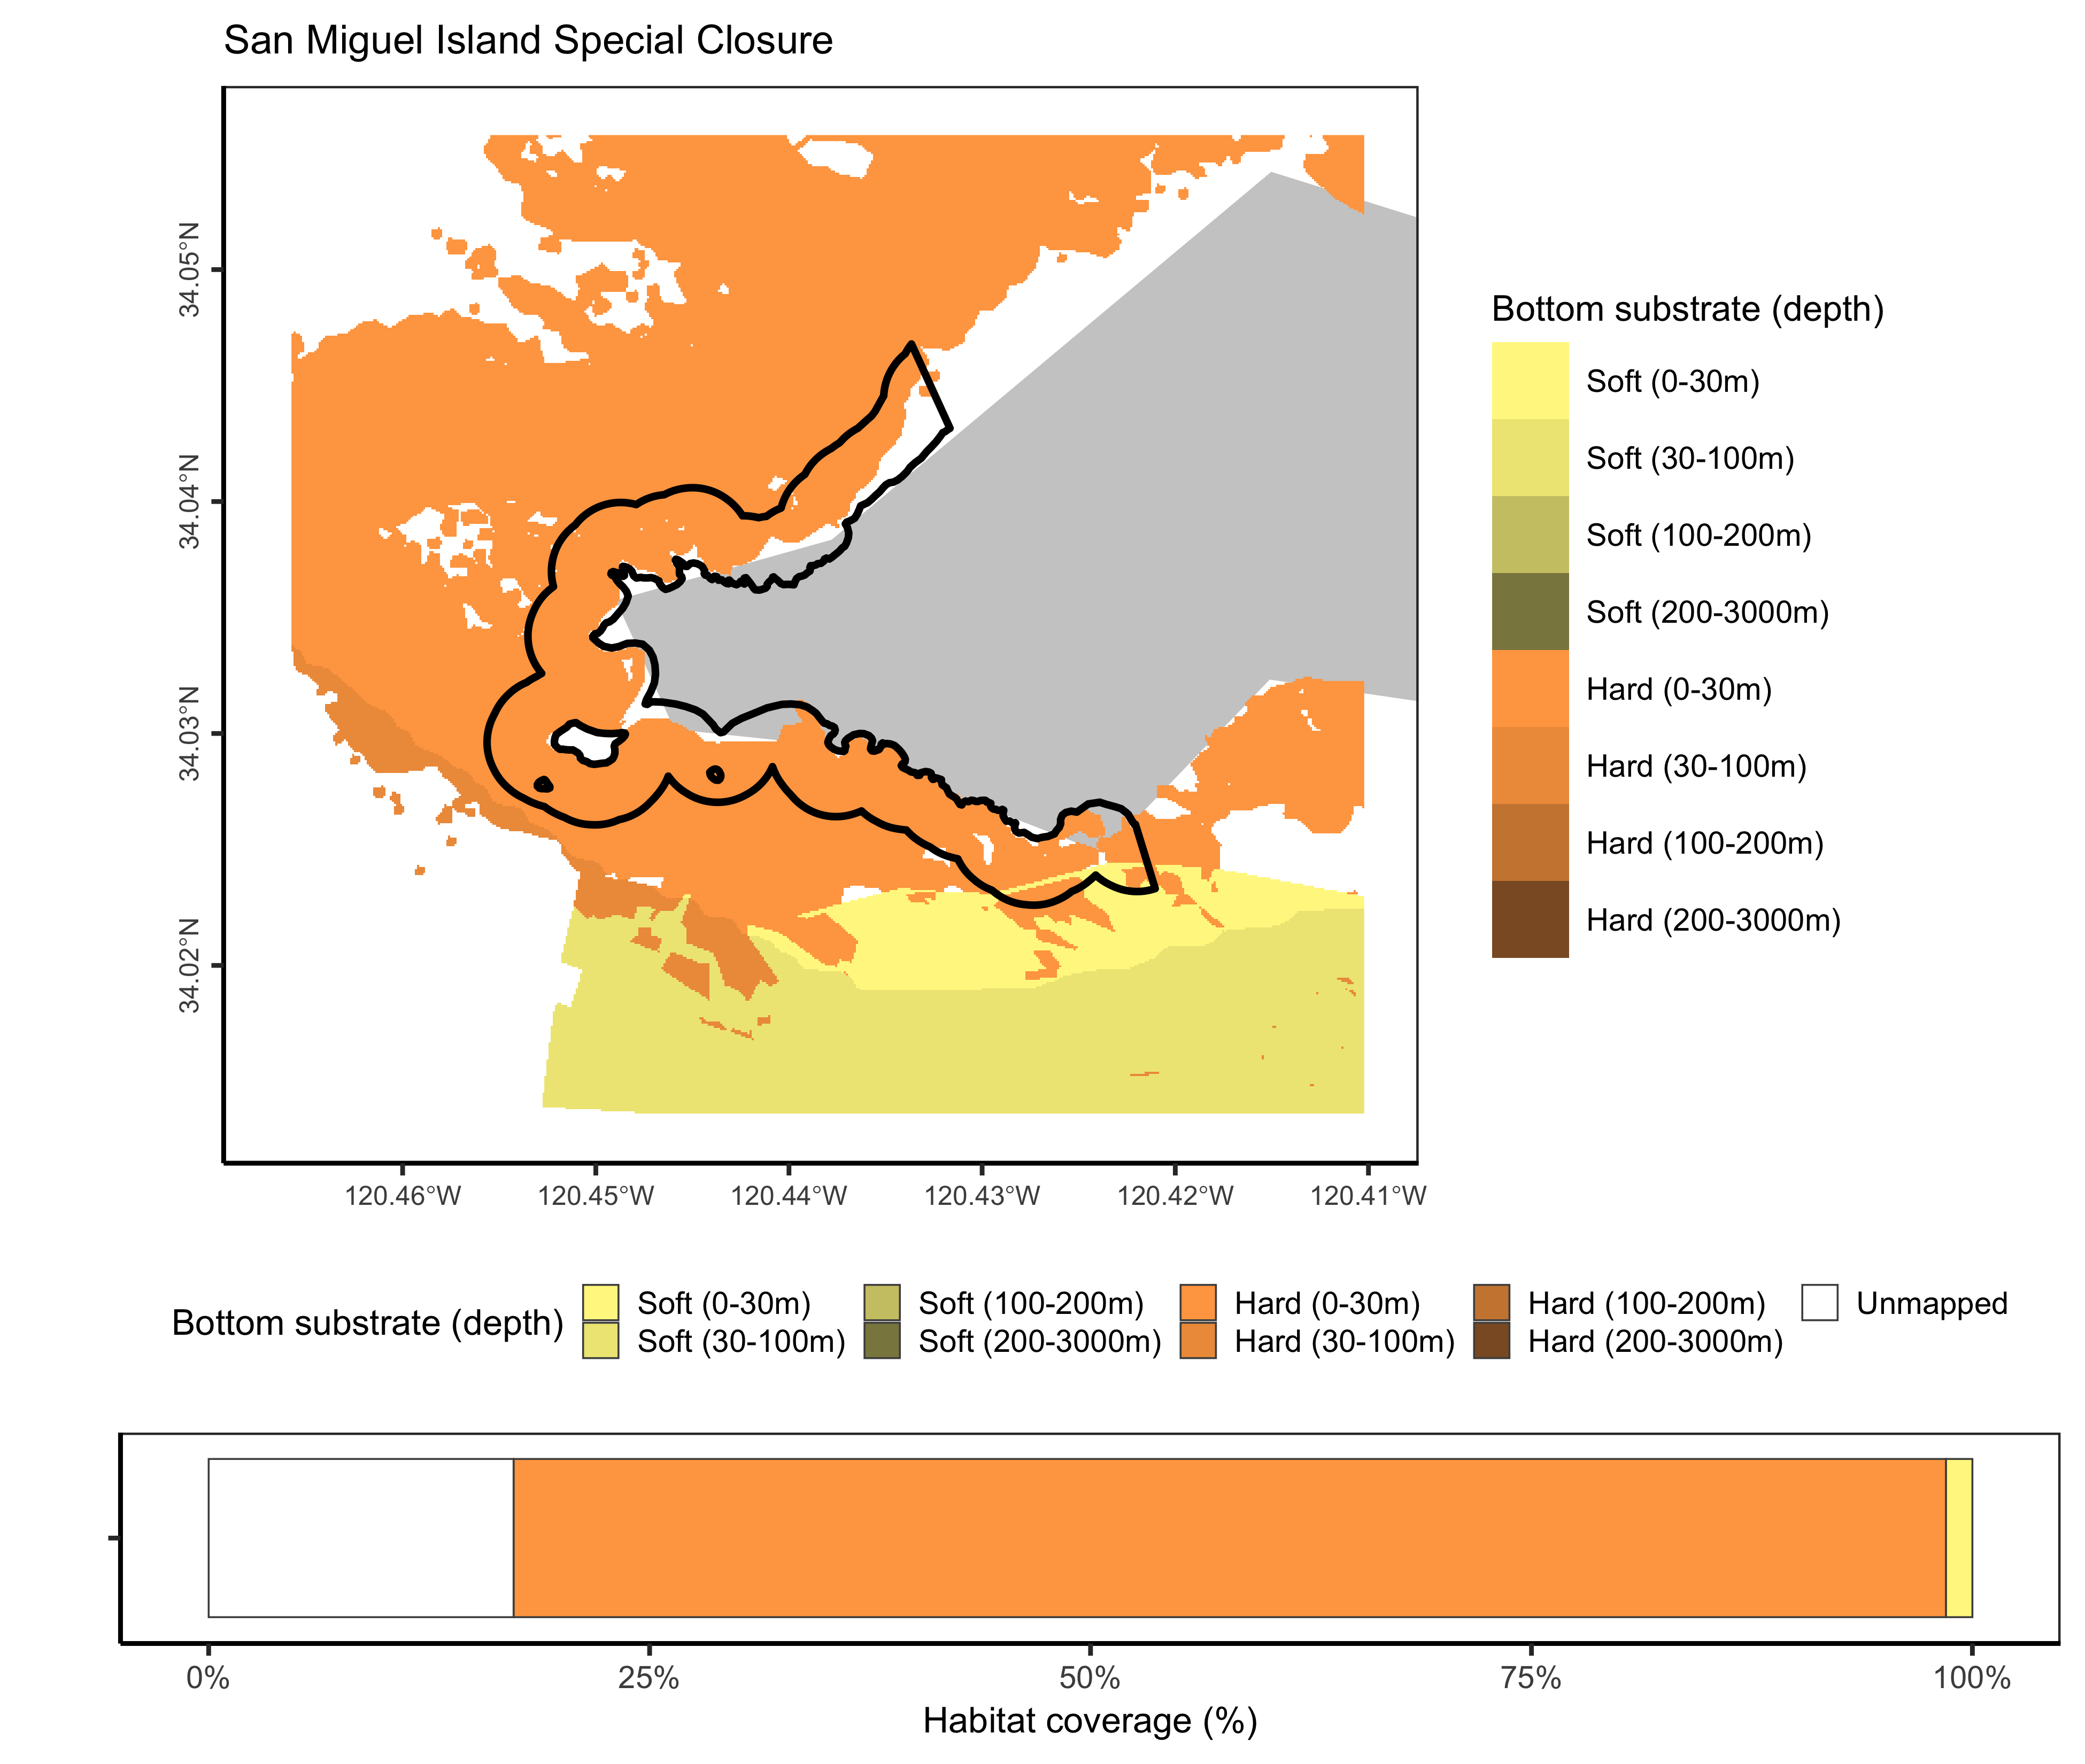 San Miguel Island Special Closure
34.05°N
34.04°N
34.03°N
34.02°N
120.46°W 120.45°W 120.44°W 120.43°W 120.42°W 120.41°W
Bottom substrate (depth)
Soft (0-30m)
Soft (30-100m)
Soft (100-200m)
Soft (200-3000m)
Hard (0-30m)
Hard (30-100m)
Hard (100-200m)
Hard (200-3000m)
Bottom substrate (depth)
Soft (0-30m) Soft (100-200m) Hard (0-30m) Hard (100-200m) Unmapped
Soft (30-100m) Soft (200-3000m) Hard (30-100m) Hard (200-3000m)
0% 25% 50% 75% 100%
Habitat coverage (%)